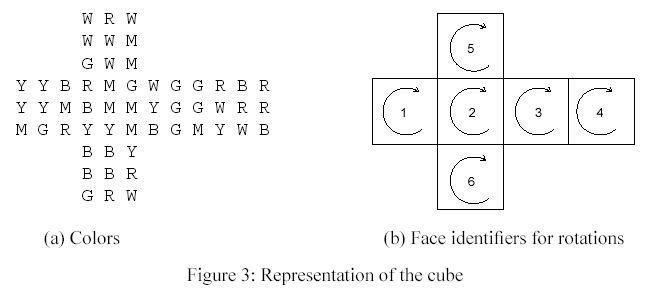 W R W
W W M
G W M
Y Y B R M G W G G R B R
Y Y M B M M Y G G W R R
M G R Y Y M B G M Y W B
B B Y
B B R
G R W
5
1 2 3 4
6
(a) Colors
(b) Face identifiers for rotations
Figure 3: Representation of the cube